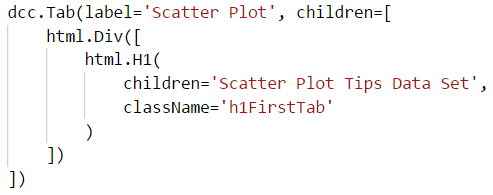 dcc.Tab(label='Scatter Plot', children=[
    html.Div([
        html.H1(
            children='Scatter Plot Tips Data Set',
            className='h1FirstTab'
        )
    ])
])